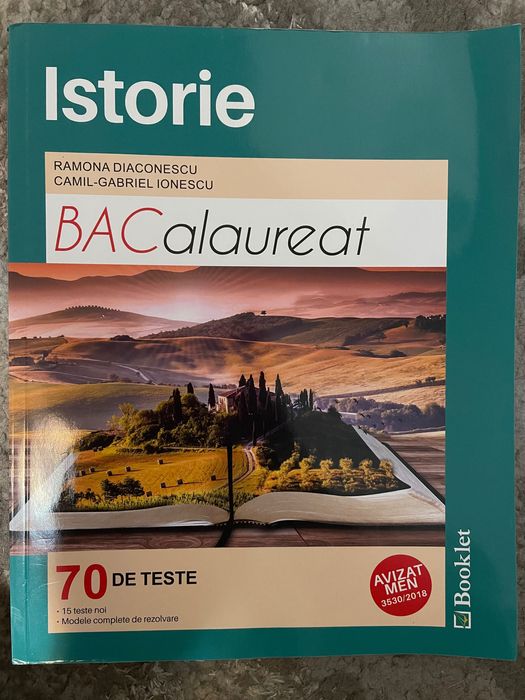 Istorie
RAMONA DIACONESCU
CAMIL-GABRIEL IONESCU
BACalaureat
70 DE TESTE
• 15 teste noi
• Modele complete de rezolvare
AVIZAT
MEN
3530/2018
Booklet